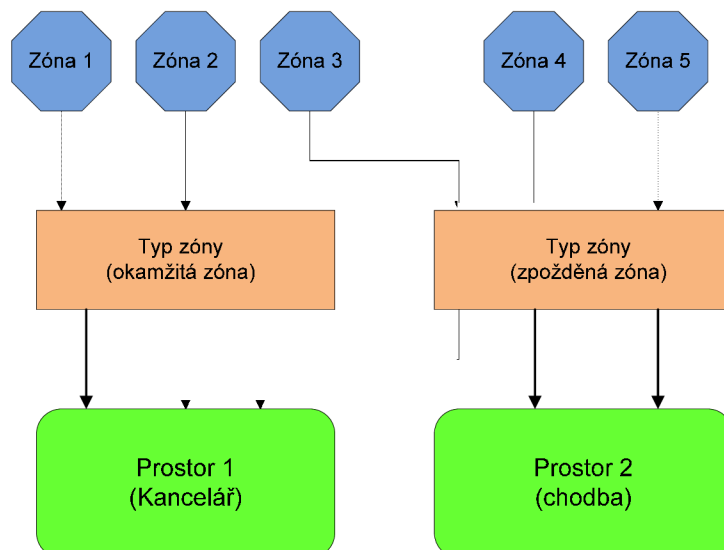 Zóna 1
Zóna 2
Zóna 3
Zóna 4
Zóna 5
Typ zóny
(okamžitá zóna)
Typ zóny
(zpožděná zóna)
Prostor 1
(Kancelář)
Prostor 2
(chodba)